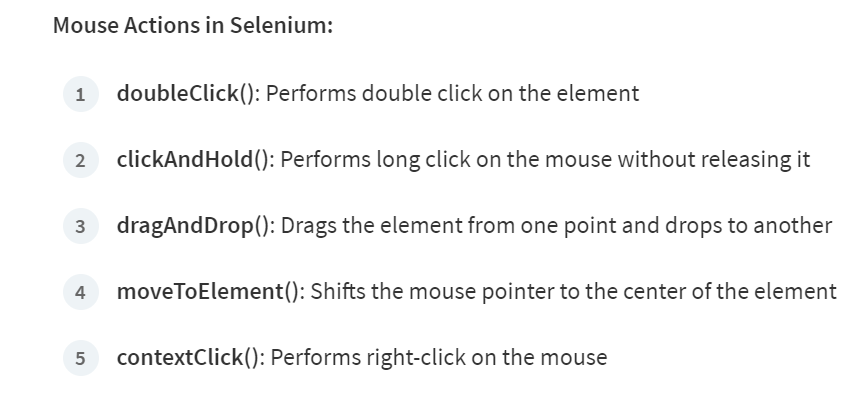 Mouse Actions in Selenium:
1 doubleClick(): Performs double click on the element
2 clickAndHold(): Performs long click on the mouse without releasing it
3 dragAndDrop(): Drags the element from one point and drops to another
4 moveToElement(): Shifts the mouse pointer to the center of the element
5 contextClick(): Performs right-click on the mouse